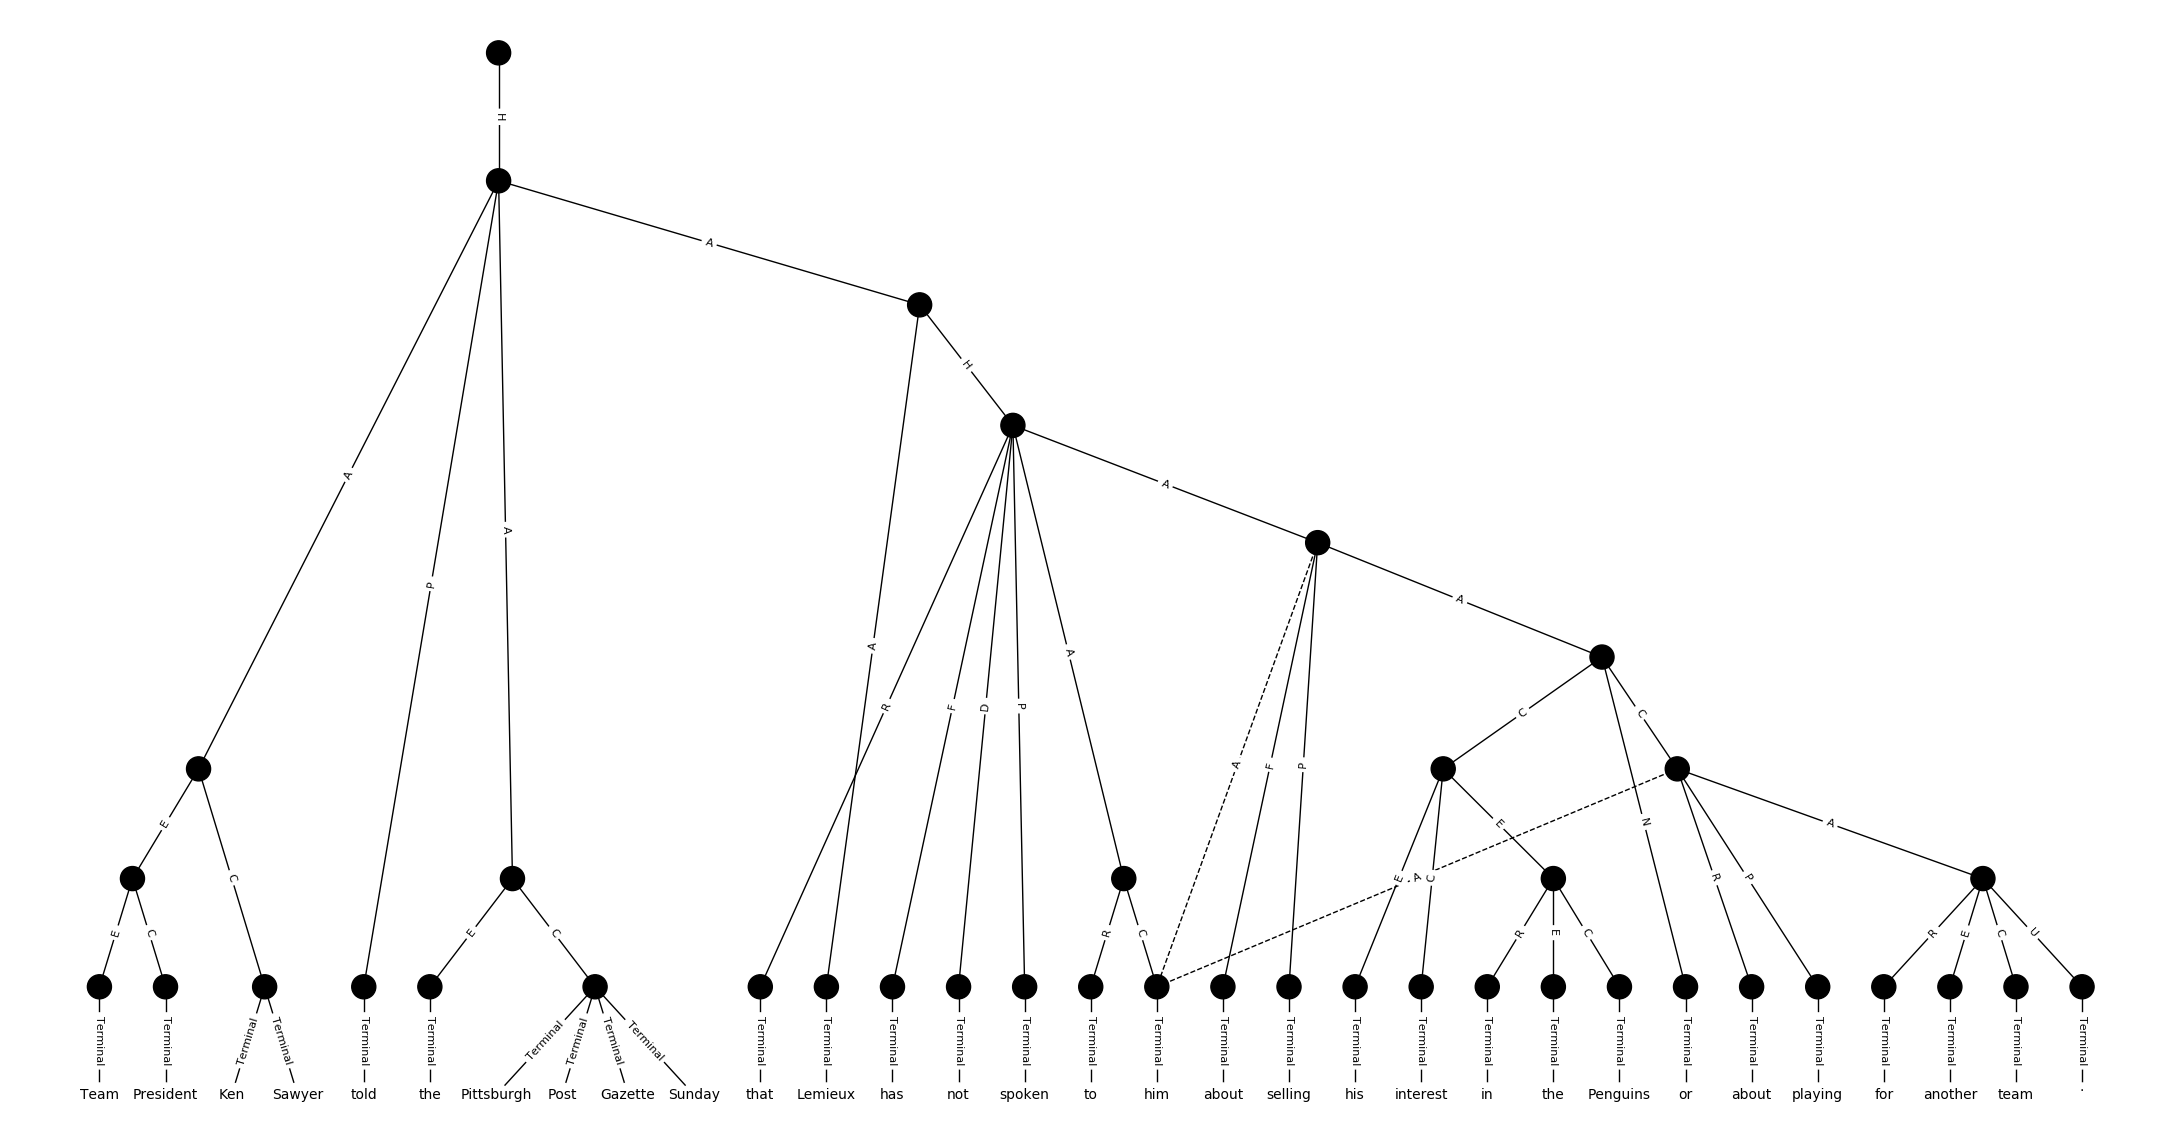 H
A
H
A
A
A
P
A
A
R
F
D
P
A
A
F
P
A
C
C
E
C
E
N
A
E
A
C
R
P
E
C
E
C
R
C
R
E
C
R
E
C
U
Terminal Terminal Terminal Terminal Terminal Terminal Terminal Terminal Terminal Terminal Terminal Terminal Terminal Terminal Terminal Terminal Terminal Terminal Terminal Terminal Terminal Terminal Terminal Terminal Terminal Terminal Terminal Terminal Terminal Terminal Terminal
Team President Ken Sawyer told the Pittsburgh Post Gazette Sunday that Lemieux has not spoken to him about selling his interest in the Penguins or about playing for another team .